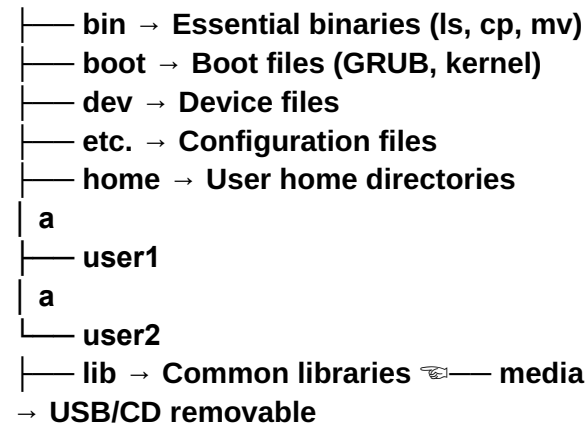 ├── bin → Essential binaries (ls, cp, mv)
├── boot → Boot files (GRUB, kernel)
├── dev → Device files
├── etc. → Configuration files
├── home → User home directories
│ a
├── user1
│ a
└── user2
├── lib → Common libraries ☜── media
→ USB/CD removable